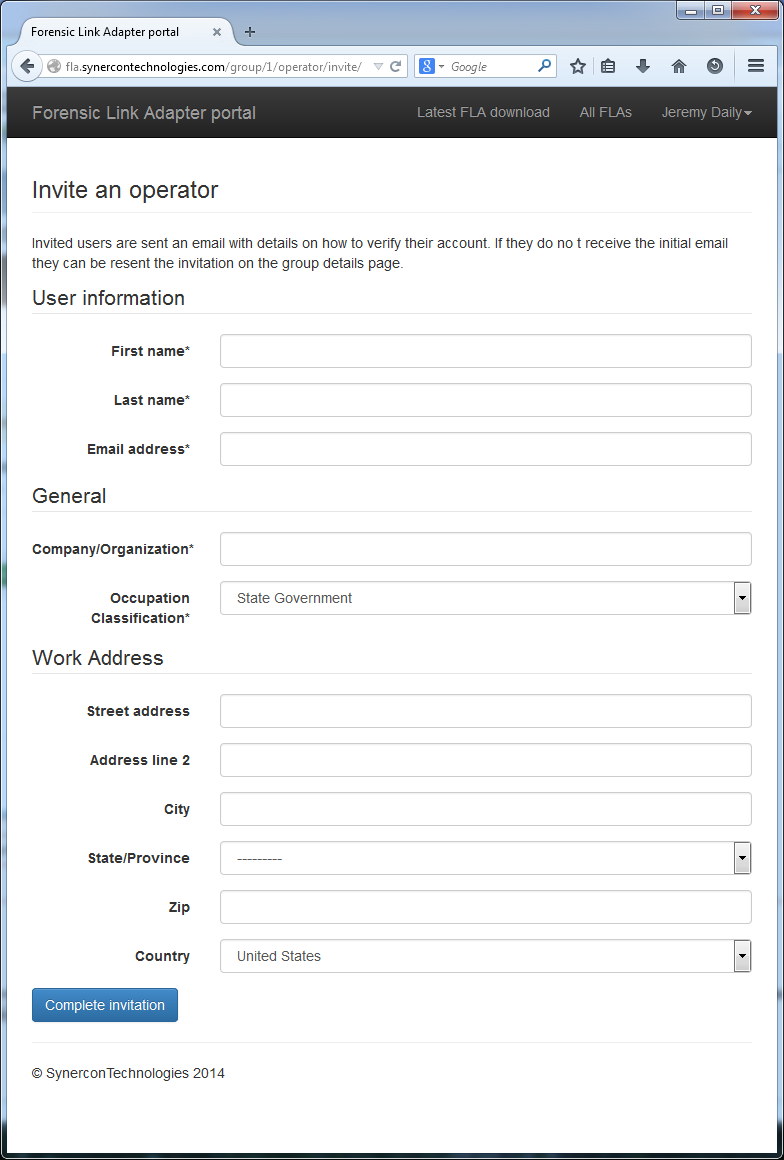 Forensic Link Adapter portal
fla.synercontechnologies.com/group/1/operator/invite/
Google
Forensic Link Adapter portal
Latest FLA download
All FLAs
Jeremy Daily
Invite an operator
Invited users are sent an email with details on how to verify their account. If they do no t receive the initial email
they can be resent the invitation on the group details page.
User information
First name*
Last name*
Email address*
General
Company/Organization*
Occupation
Classification*
State Government
Work Address
Street address
Address line 2
City
State/Province
---------
Zip
Country
United States
Complete invitation
© SynerconTechnologies 2014